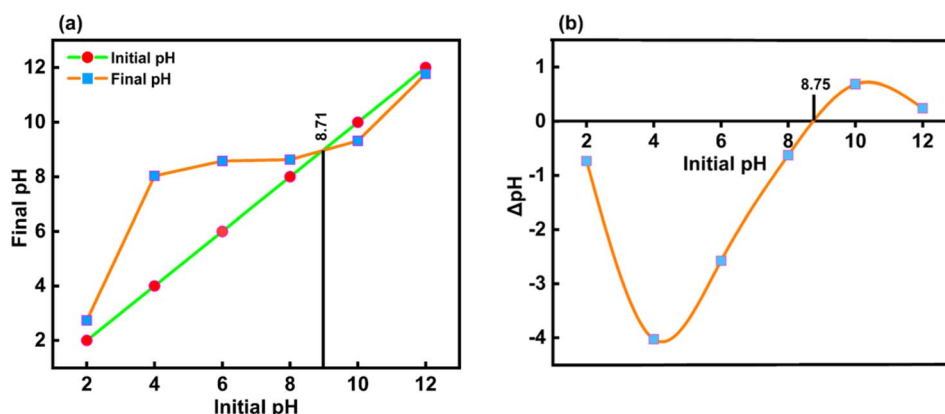 (a)
Initial pH
Final pH
12
10
8
6
4
2
Final pH
8.71
2 4 6 8 10 12
Initial pH
(b)
1
0
-1
-2
-3
-4
ΔpH
8.75
2 4 6 8 10 12
Initial pH